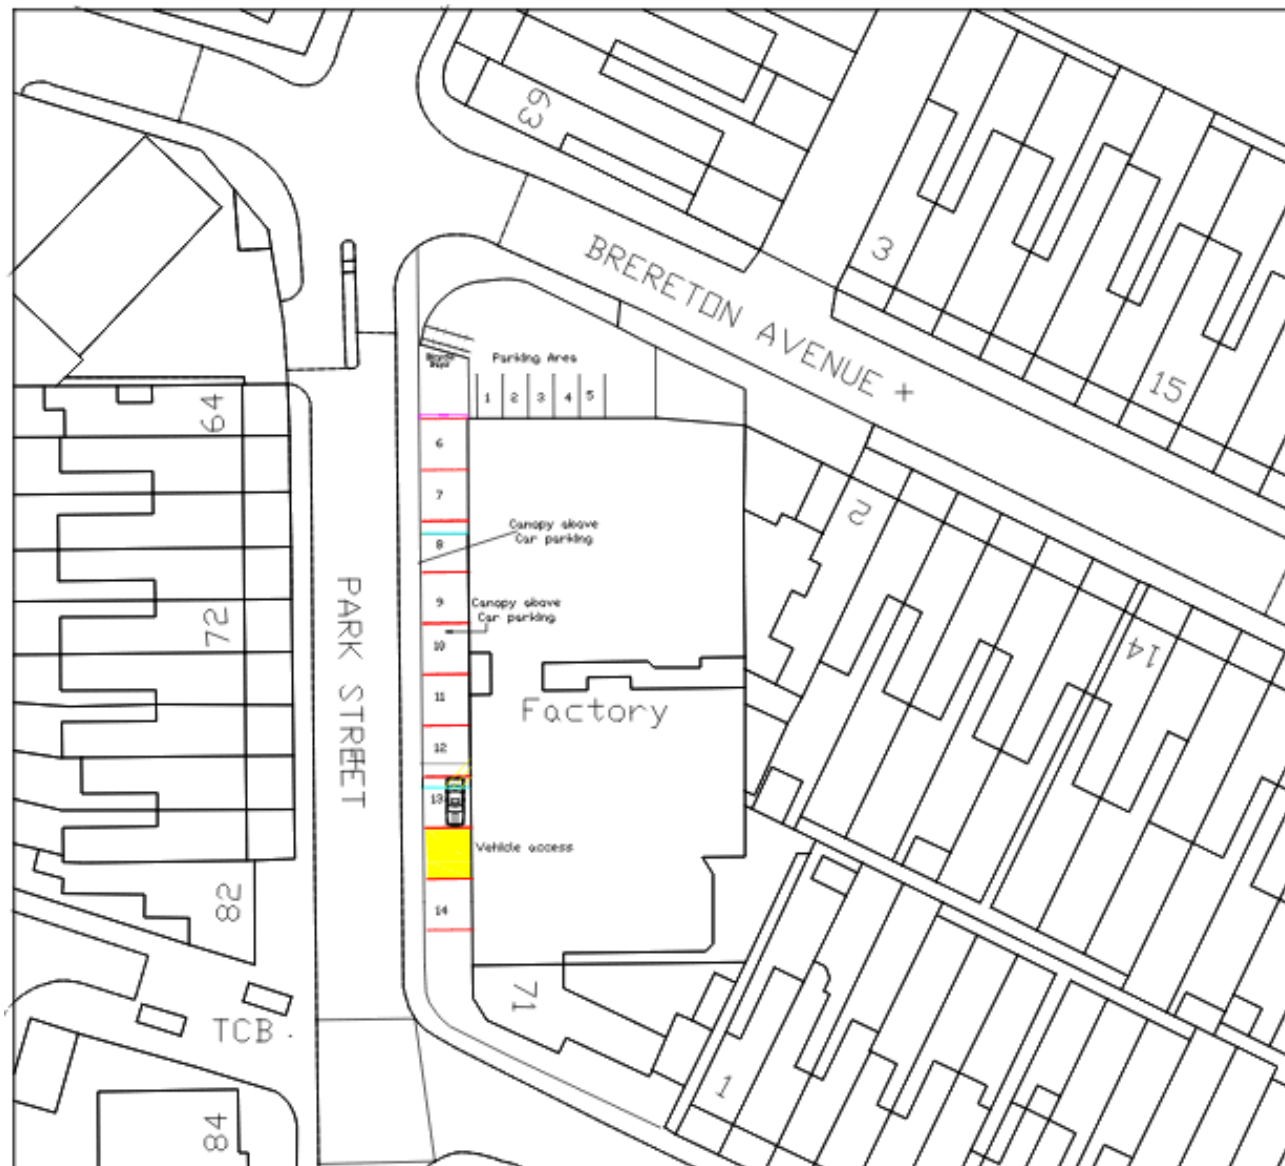 63
BRERETON AVENUE +
3
15
64
Parking Area
1 2 3 4 5
6
7
8
Canopy above
Car parking
9
Canopy above
Car parking
10
11
12
13
Vehicle access
14
PARK STREET
Factory
72
82
2
14
71
1
TCB
84